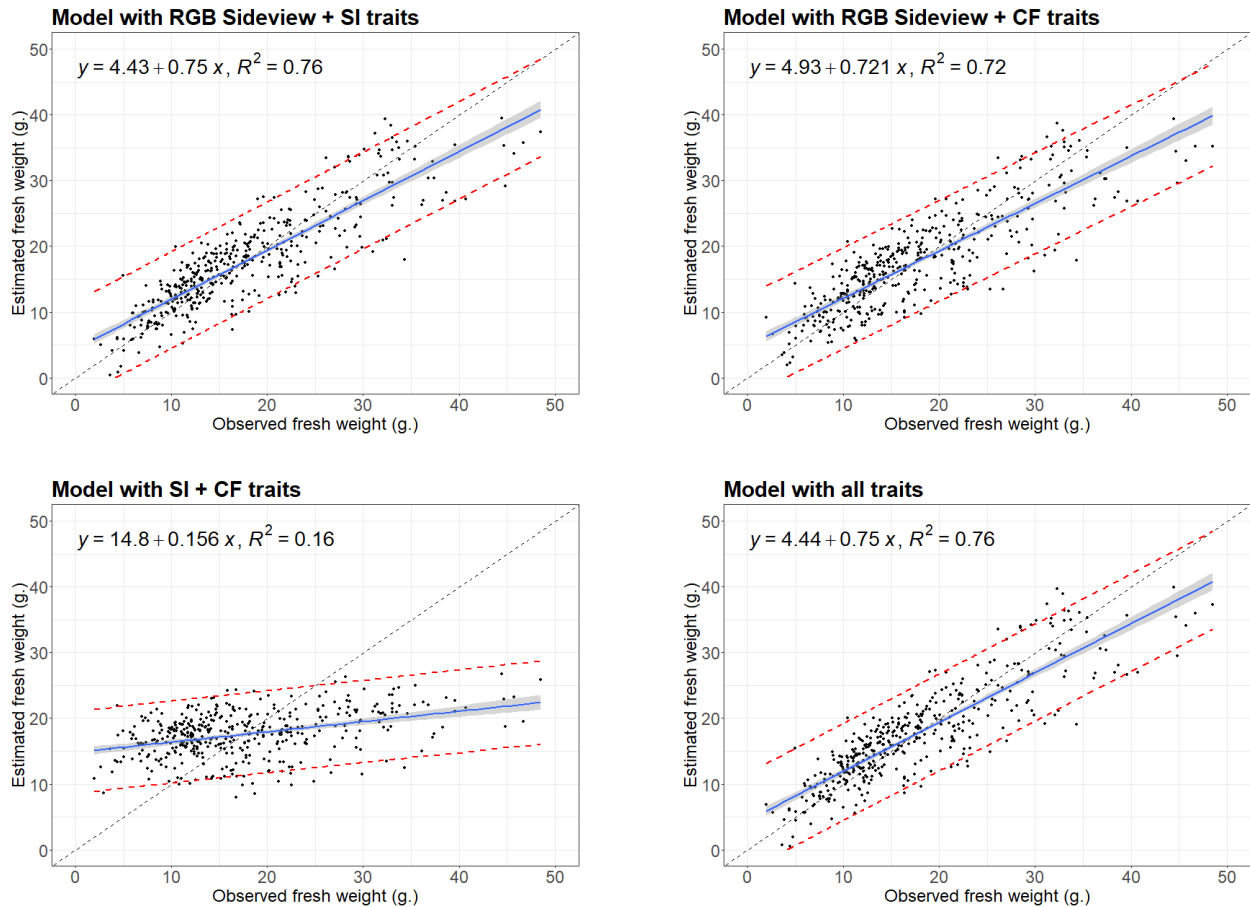 Model with RGB Sideview + SI traits
y = 4.43 + 0.75 x, R² = 0.76
50
40
30
20
10
0
Estimated fresh weight (g.)
0 10 20 30 40 50
Observed fresh weight (g.)
Model with RGB Sideview + CF traits
y = 4.93 + 0.721 x, R² = 0.72
50
40
30
20
10
0
Estimated fresh weight (g.)
0 10 20 30 40 50
Observed fresh weight (g.)
Model with SI + CF traits
y = 14.8 + 0.156 x, R² = 0.16
50
40
30
20
10
0
Estimated fresh weight (g.)
0 10 20 30 40 50
Observed fresh weight (g.)
Model with all traits
y = 4.44 + 0.75 x, R² = 0.76
50
40
30
20
10
0
Estimated fresh weight (g.)
0 10 20 30 40 50
Observed fresh weight (g.)